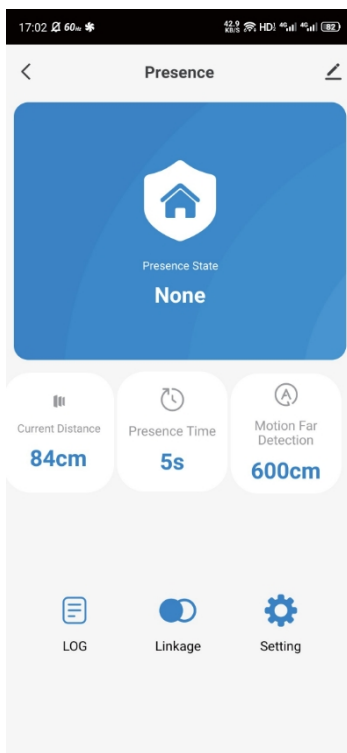 17:02 60Hz 42.9 KB/S HD 4G 4G 82
Presence
Presence State
None
Current Distance
84cm
Presence Time
5s
Motion Far
Detection
600cm
LOG
Linkage
Setting